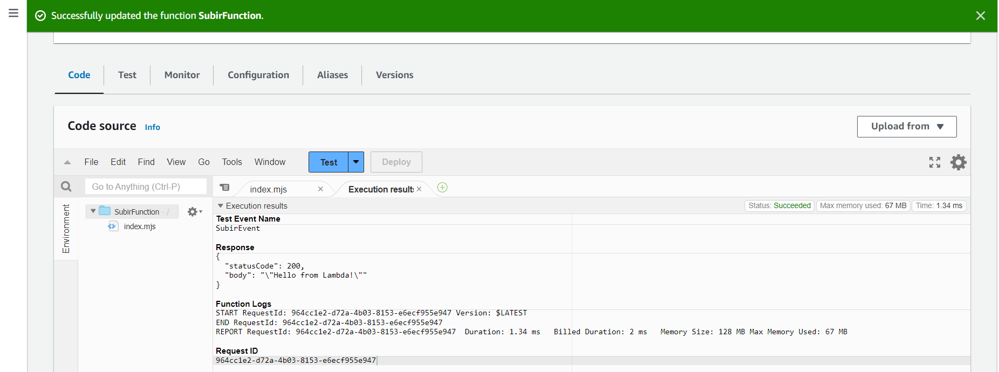 Successfully updated the function SubirFunction.
Code Test Monitor Configuration Aliases Versions
Code source Info
Upload from
File Edit Find View Go Tools Window Test Deploy
Go to Anything (Ctrl-P)
index.mjs Execution results
Environment
SubirFunction - /
index.mjs
Execution results
Status: Succeeded Max memory used: 67 MB Time: 1.34 ms
Test Event Name
SubirEvent
Response
{
"statusCode": 200,
"body": "\"Hello from Lambda!\""
}
Function Logs
START RequestId: 964cc1e2-d72a-4b03-8153-e6ecf955e947 Version: $LATEST
END RequestId: 964cc1e2-d72a-4b03-8153-e6ecf955e947
REPORT RequestId: 964cc1e2-d72a-4b03-8153-e6ecf955e947 Duration: 1.34 ms Billed Duration: 2 ms Memory Size: 128 MB Max Memory Used: 67 MB
Request ID
964cc1e2-d72a-4b03-8153-e6ecf955e947